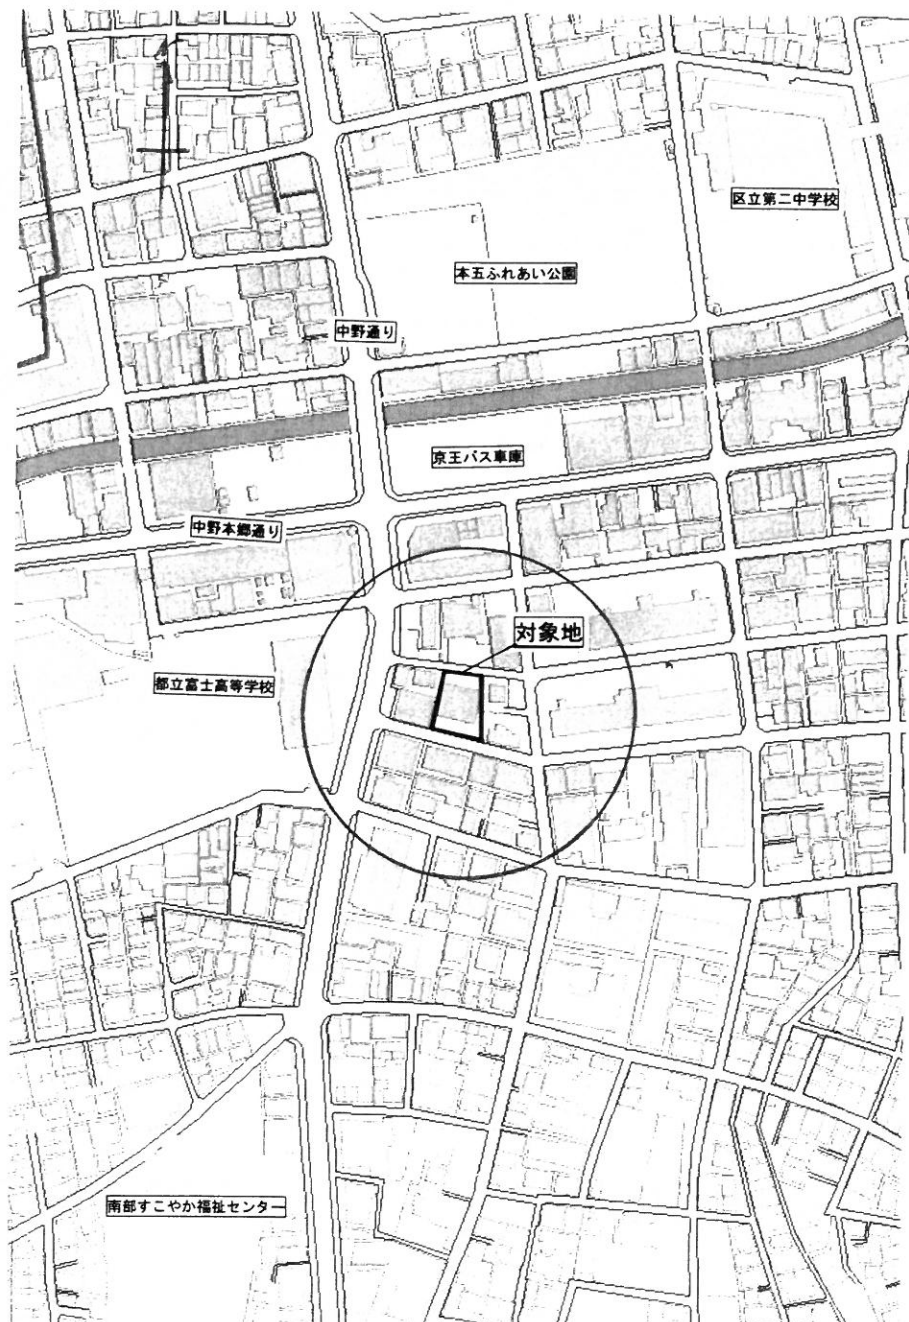 区立第二中学校
本五ふれあい公園
中野通り
京王バス車庫
中野本郷通り
対象地
都立富士高等学校
南部すこやか福祉センター